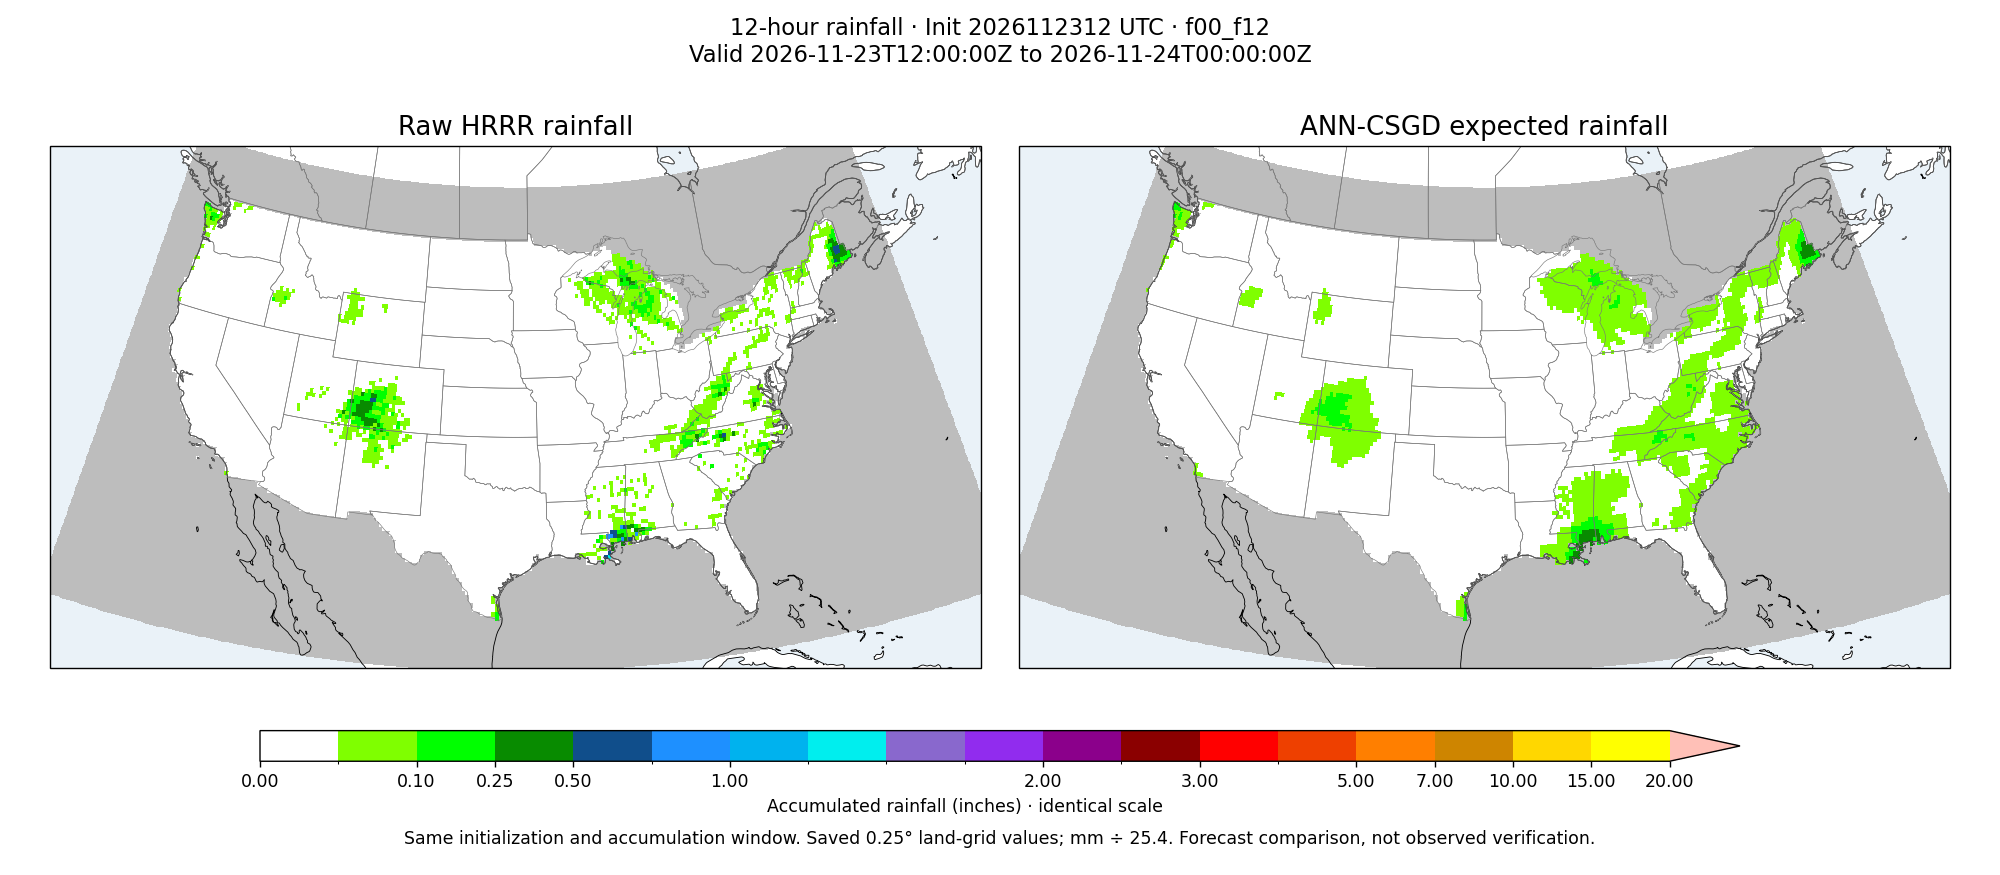 12-hour rainfall · Init 2026112312 UTC · f00_f12
Valid 2026-11-23T12:00:00Z to 2026-11-24T00:00:00Z
Raw HRRR rainfall
ANN-CSGD expected rainfall
0.00 0.10 0.25 0.50 1.00 2.00 3.00 5.00 7.00 10.00 15.00 20.00
Accumulated rainfall (inches) · identical scale
Same initialization and accumulation window. Saved 0.25° land-grid values; mm ÷ 25.4. Forecast comparison, not observed verification.